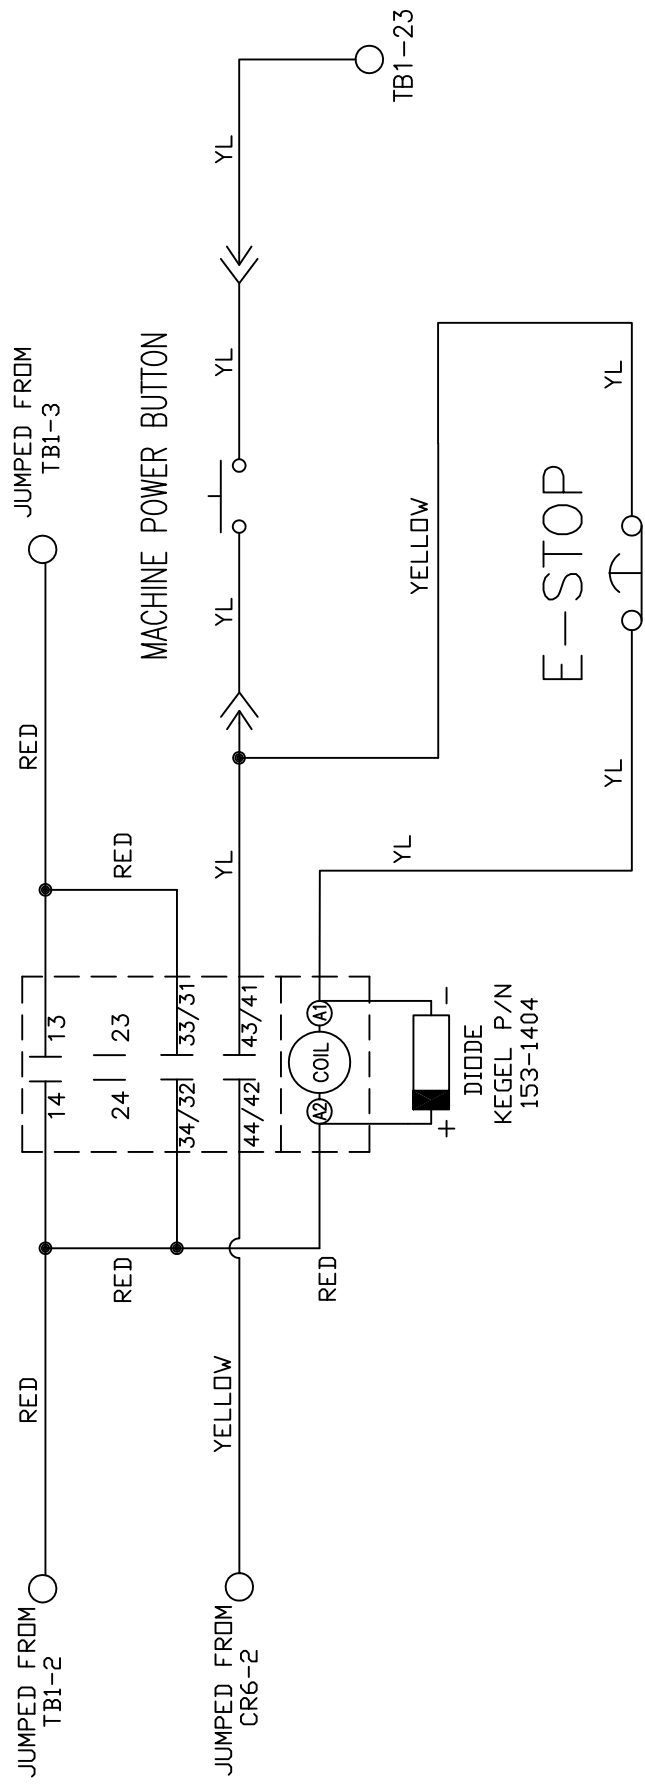 JUMPED FROM
TB1-2
RED
RED
14
13
RED
RED
JUMPED FROM
TB1-3
24
23
34/32
33/31
JUMPED FROM
CR6-2
YELLOW
44/42
43/41
YL
YL
MACHINE POWER BUTTON
YL
YL
TB1-23
RED
A2
COIL
A1
YL
YELLOW
+
-
DIODE
KEGEL P/N
153-1404
YL
E-STOP
YL